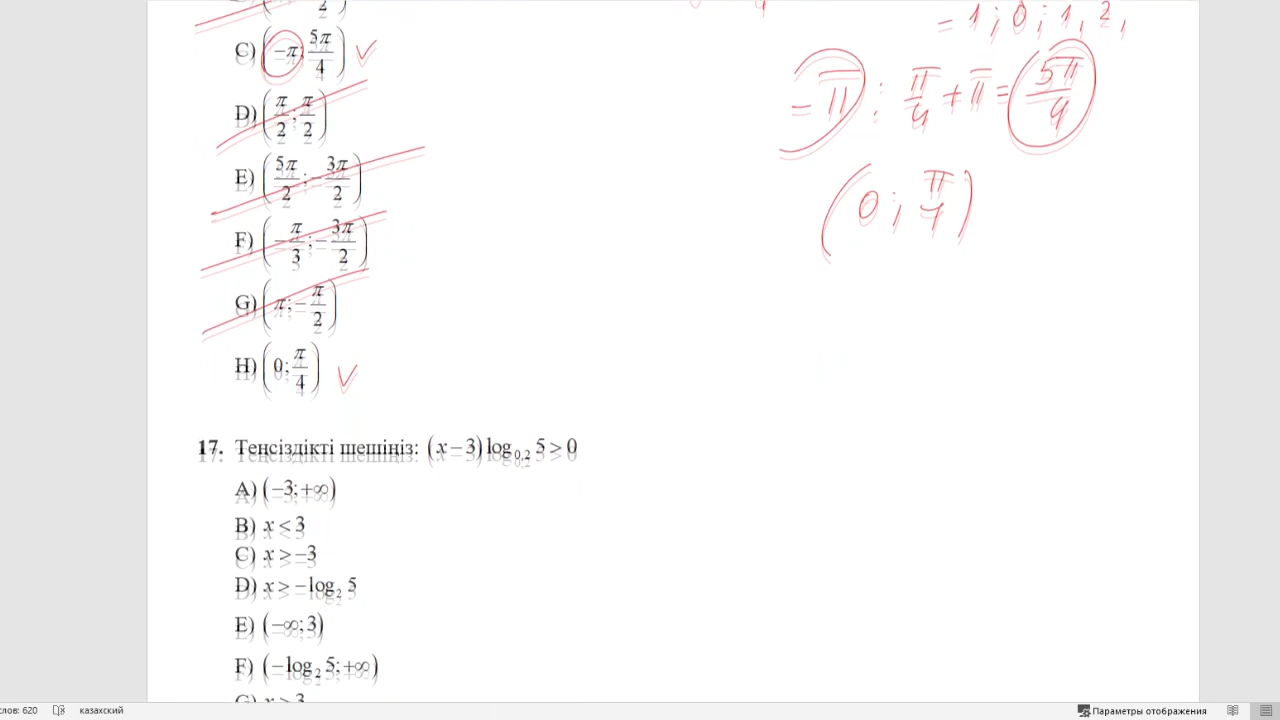 = 1; 0; 1, 2,
C) (-π; 5π/4) ✓
= π : π/4 + π = 5π/4
D) (π/2; π/2)
E) (5π/2; -3π/2)
(0; π/4)
F) (-π/3; -3π/2)
G) (π; -π/2)
H) (0; π/4) ✓
17. Теңсіздікті шешіңіз: (x-3) log₀,₂ 5 > 0
A) (-3; +∞)
B) x < 3
C) x > -3
D) x > -log₂ 5
E) (-∞; 3)
F) (-log₂ 5; +∞)
слов: 620 казахский Параметры отображения